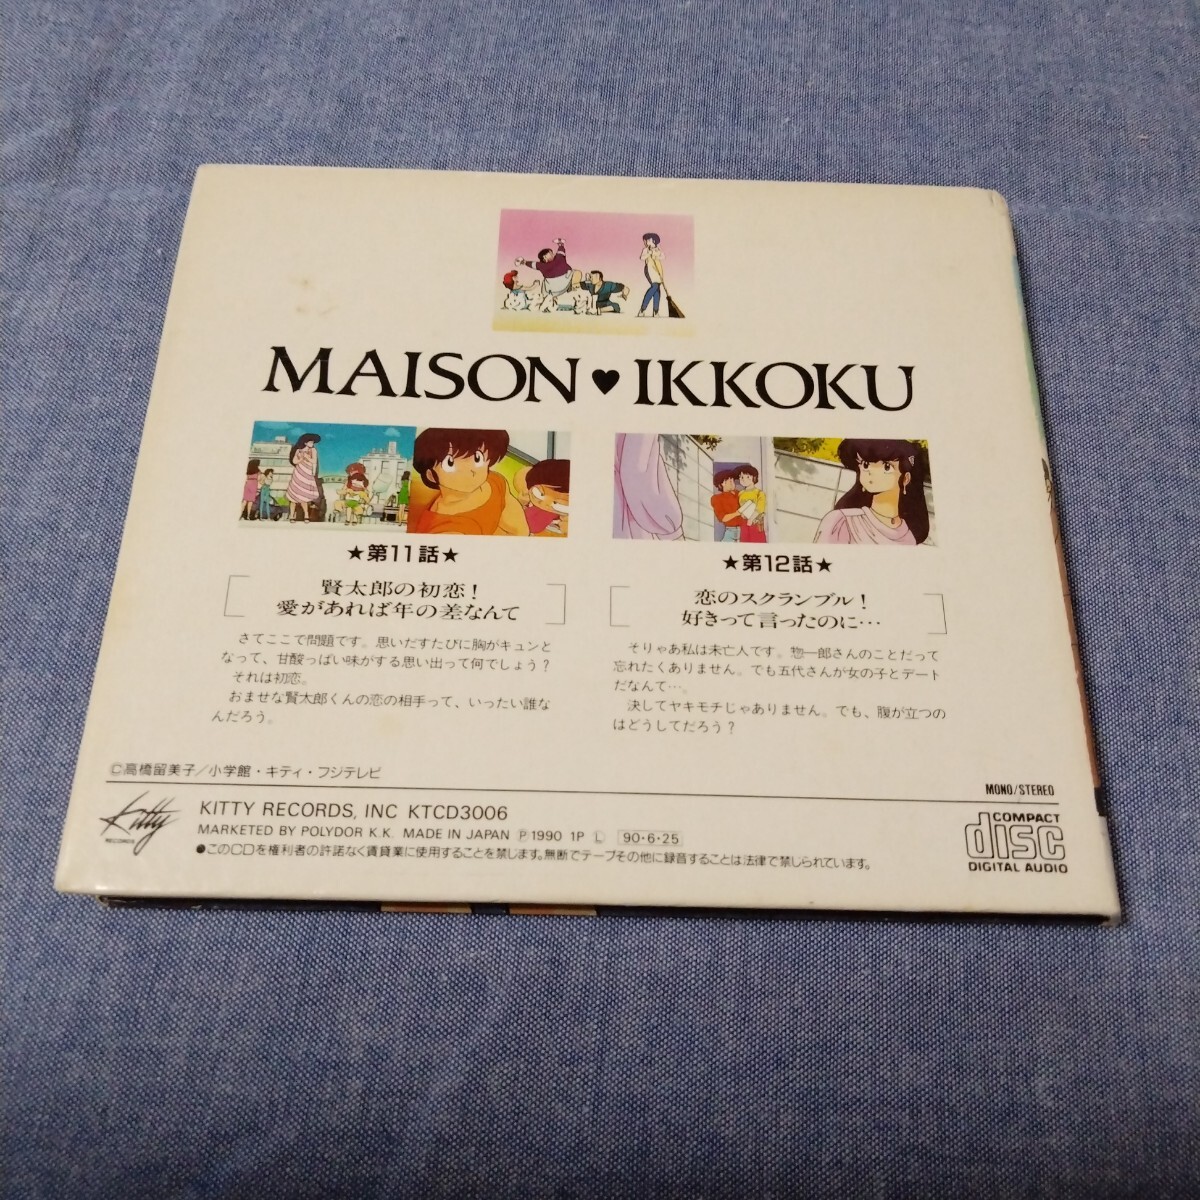 MAISON♥IKKOKU
★第11話★
賢太郎の初恋!
愛があれば年の差なんて
さてここで問題です。思いだすたびに胸がキュンと
なって、甘酸っぱい味がする思い出って何でしょう?
それは初恋。
おませな賢太郎くんの恋の相手って、いったい誰な
んだろう。
★第12話★
恋のスクランブル!
好きって言ったのに…
そりゃあ私は未亡人です。惣一郎さんのことだって
忘れたくありません。でも五代さんが女の子とデート
だなんて…。
決してヤキモチじゃありません。でも、腹が立つの
はどうしてだろう?
©高橋留美子/小学館・キティ・フジテレビ
MONO/STEREO
Kitty
RECORDS
KITTY RECORDS, INC KTCD3006
MARKETED BY POLYDOR K.K. MADE IN JAPAN Ⓟ1990 1P L 90・6・25
●このCDを権利者の許諾なく賃貸業に使用することを禁じます。無断でテープその他に録音することは法律で禁じられています。
COMPACT
disc
DIGITAL AUDIO